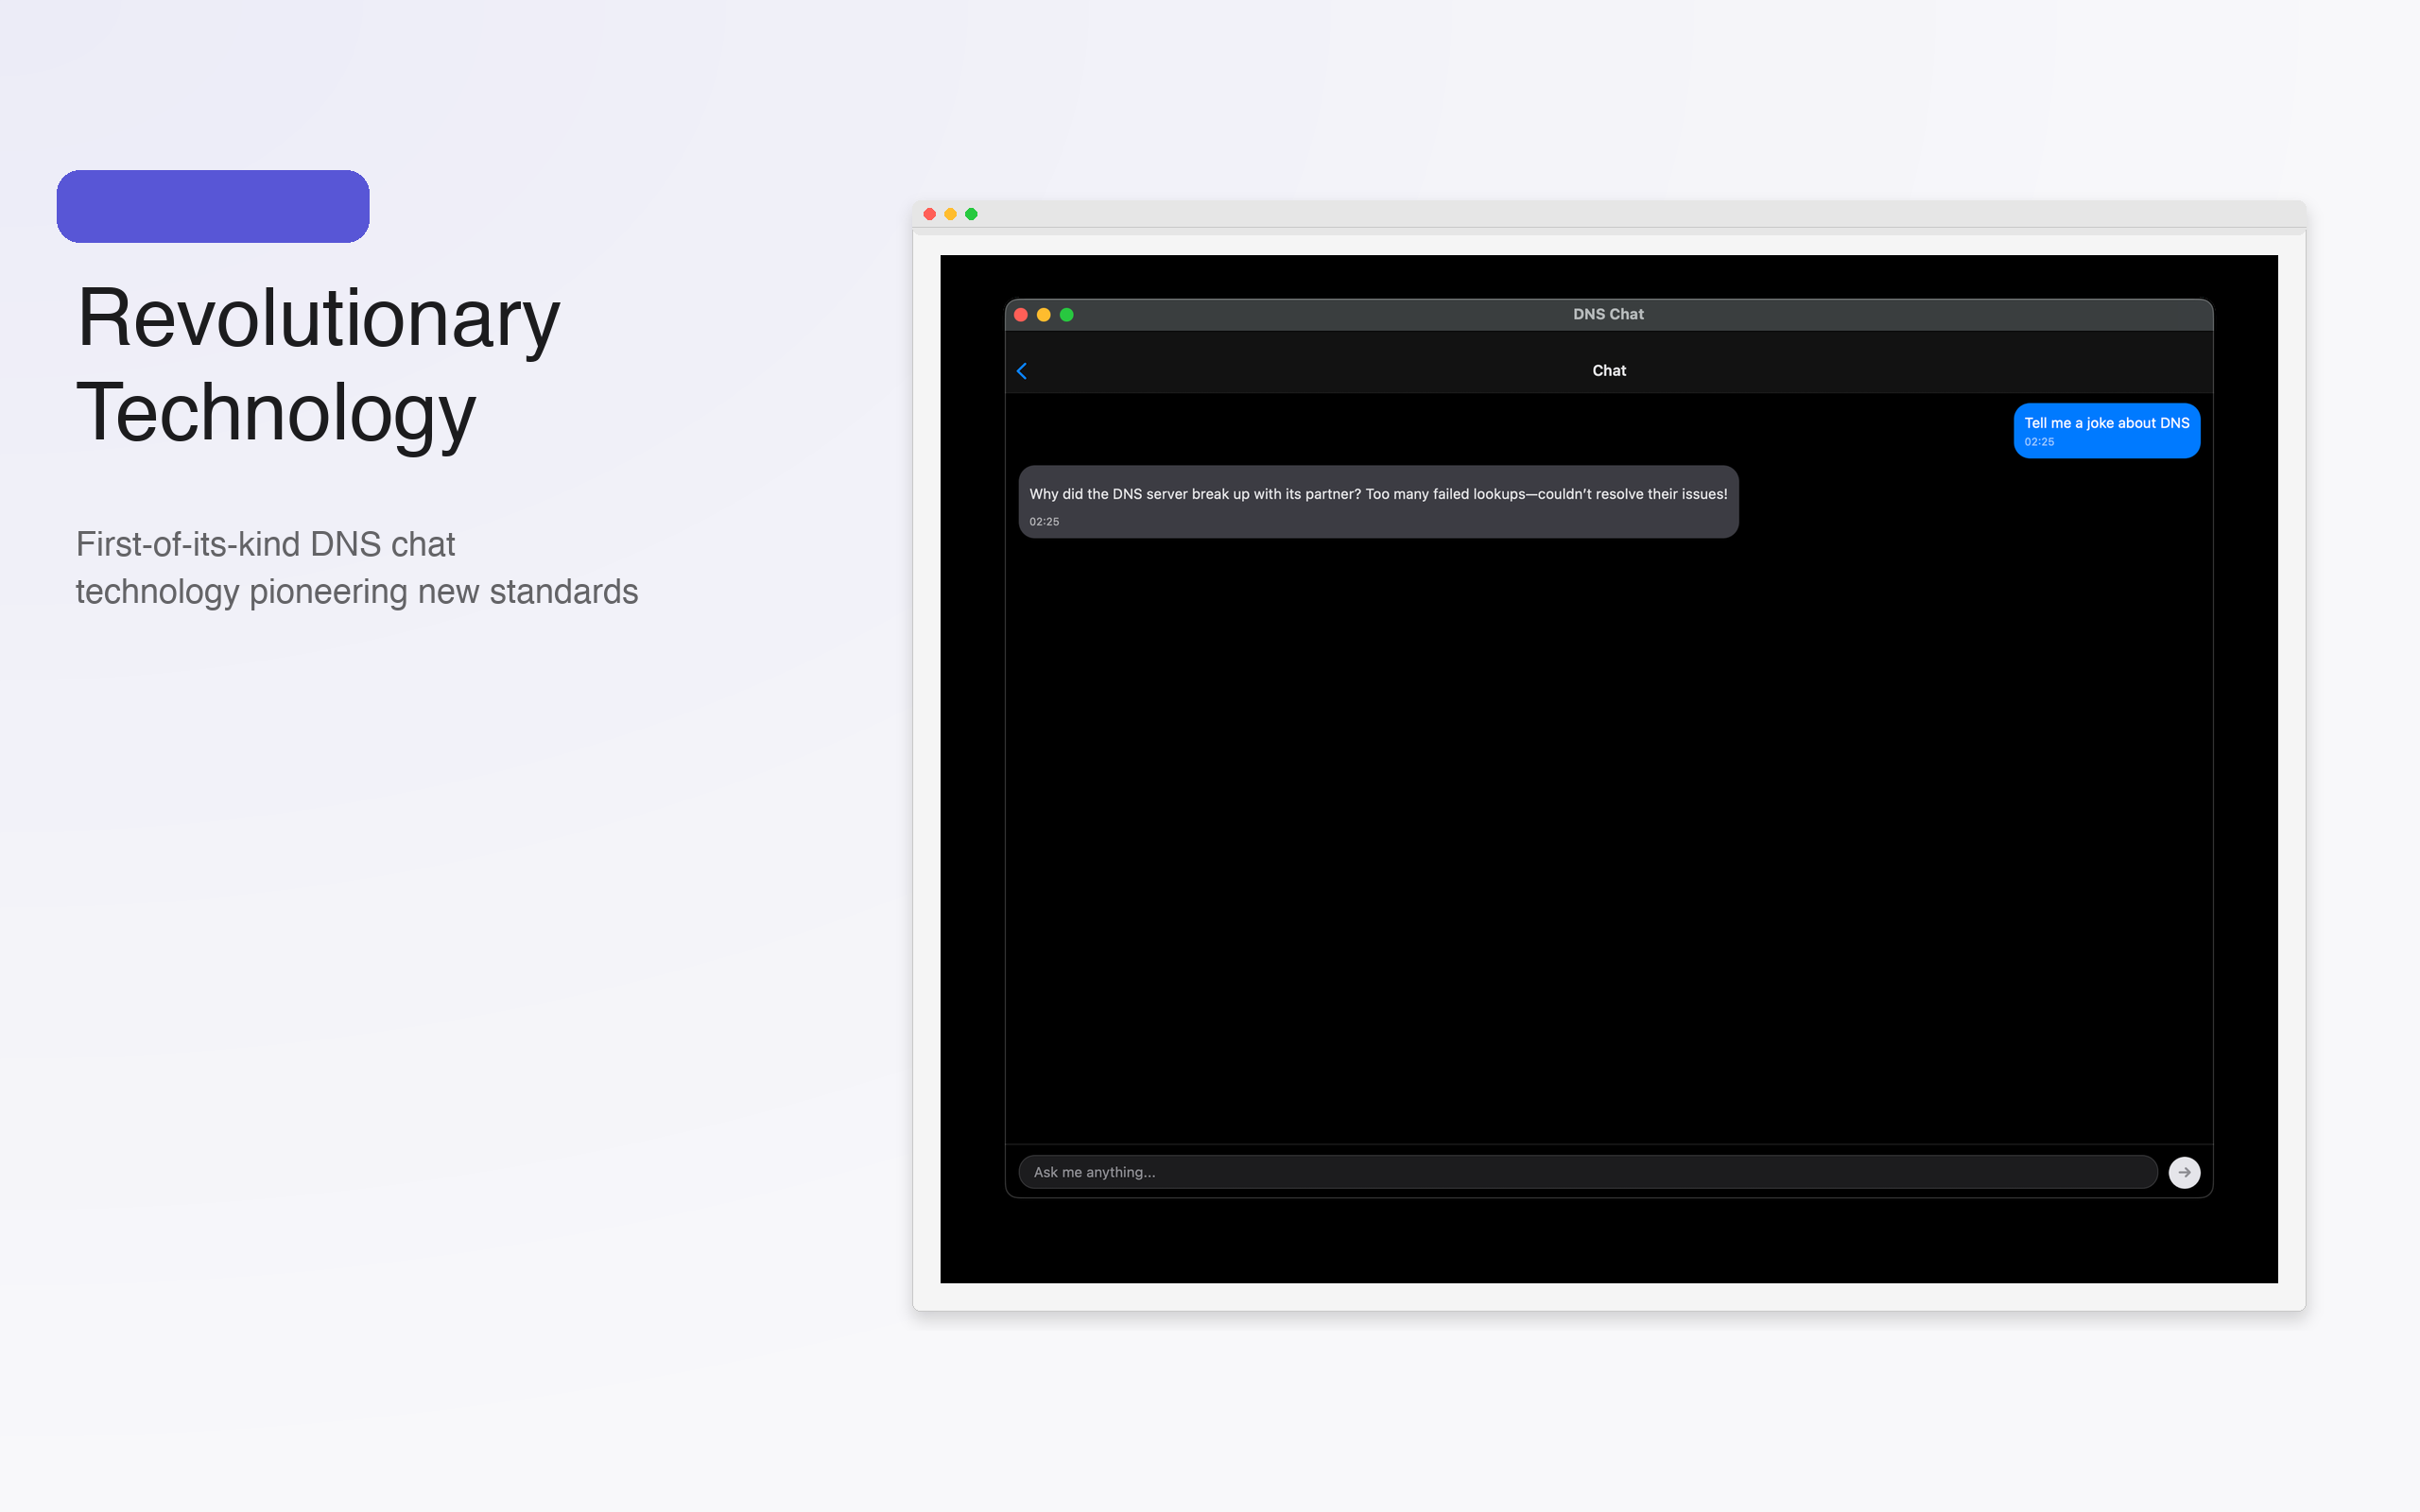 Revolutionary
Technology
First-of-its-kind DNS chat
technology pioneering new standards
DNS Chat
Chat
Tell me a joke about DNS
02:25
Why did the DNS server break up with its partner? Too many failed lookups—couldn’t resolve their issues!
02:25
Ask me anything...